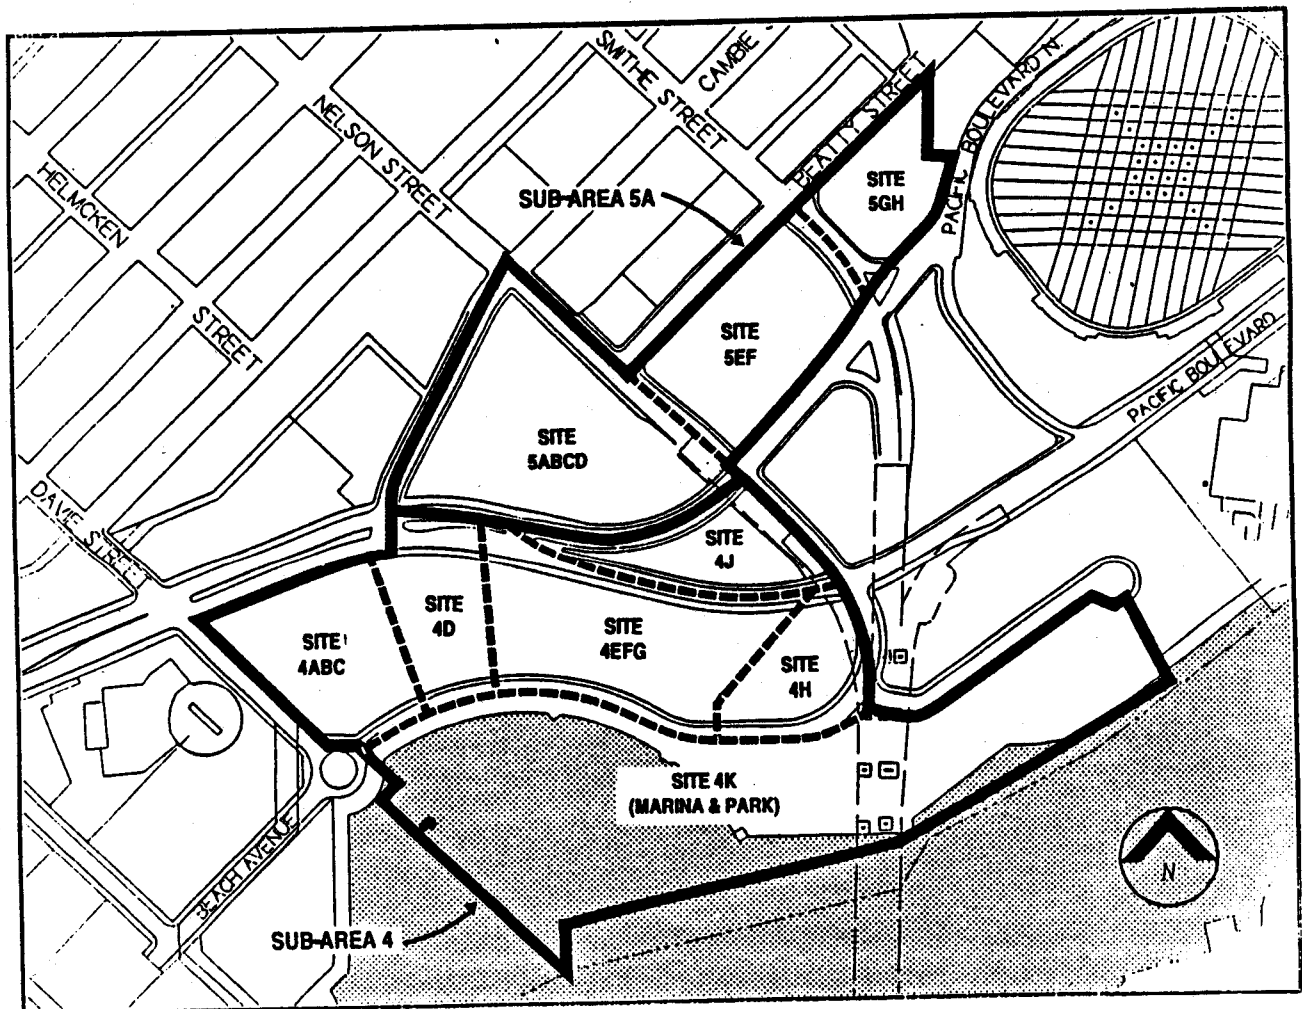 SMITHE STREET
CAMBIE S
BEATTY STREET
PACIFIC BOULEVARD N.
NELSON STREET
HELMCKEN
STREET
SUB-AREA 5A
SITE
5GH
SITE
5EF
PACIFIC BOULEVARD
SITE
5ABCD
DAVIE STREET
SITE
4J
SITE
4D
SITE
4EFG
SITE
4ABC
SITE
4H
SITE 4K
(MARINA & PARK)
BEACH AVENUE
SUB-AREA 4
N